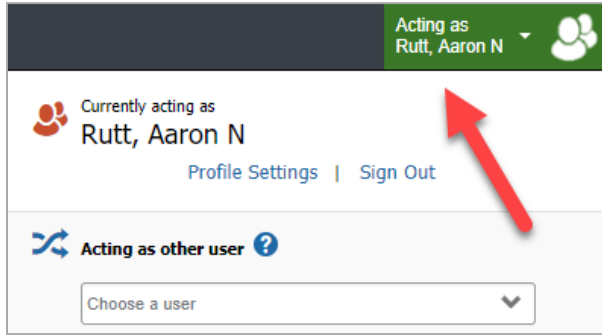 Acting as
Rutt, Aaron N
Currently acting as
Rutt, Aaron N
Profile Settings | Sign Out
Acting as other user ?
Choose a user